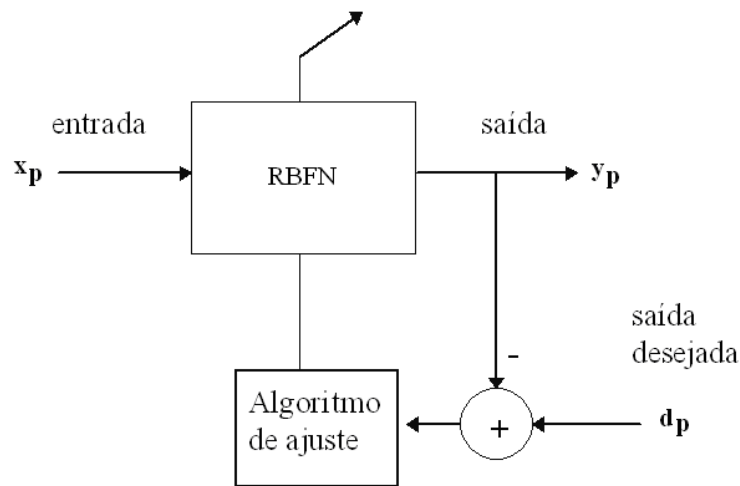 entrada
saída
x_p
RBFN
y_p
saída
desejada
-
Algoritmo
de ajuste
+
d_p